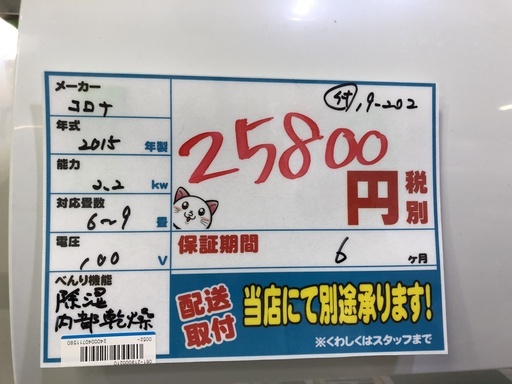 メーカー
コロナ
年式
2015 年製
能力
2.2 kw
対応畳数
6〜9 畳
電圧
100 V
べんり機能
除湿
内部乾燥
付,9-202
25800
円 税別
保証期間 6 ヶ月
配送取付 当店にて別途承ります!
※くわしくはスタッフまで